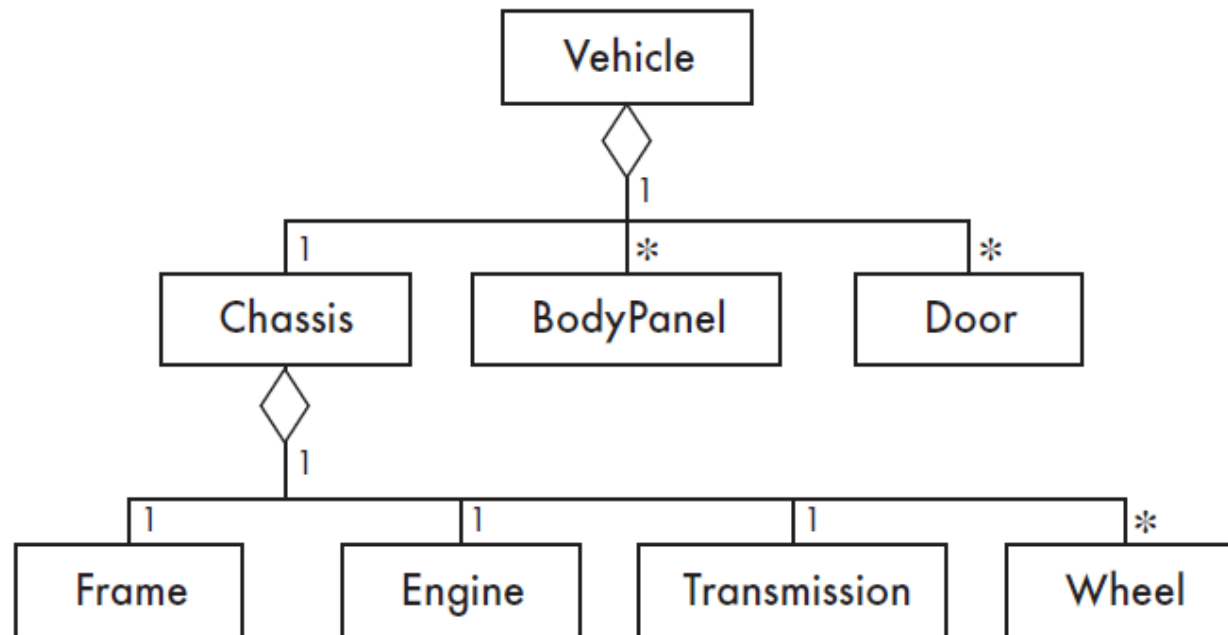 Vehicle
1
1 * *
Chassis BodyPanel Door
1
1 1 1 *
Frame Engine Transmission Wheel